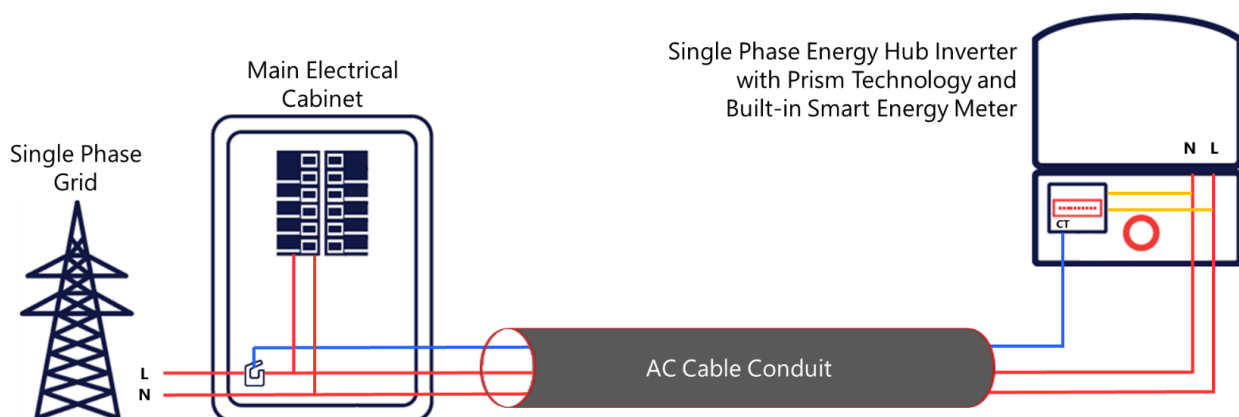 Single Phase Energy Hub Inverter
with Prism Technology and
Built-in Smart Energy Meter
Main Electrical
Cabinet
Single Phase
Grid
N L
CT
AC Cable Conduit
L
N